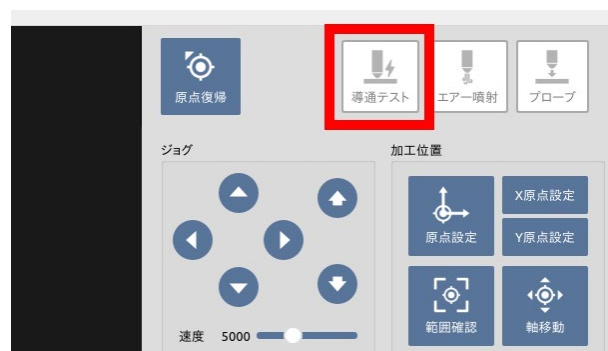 原点復帰
導通テスト
エアー噴射
プローブ
ジョグ
加工位置
原点設定
X原点設定
Y原点設定
範囲確認
軸移動
速度 5000